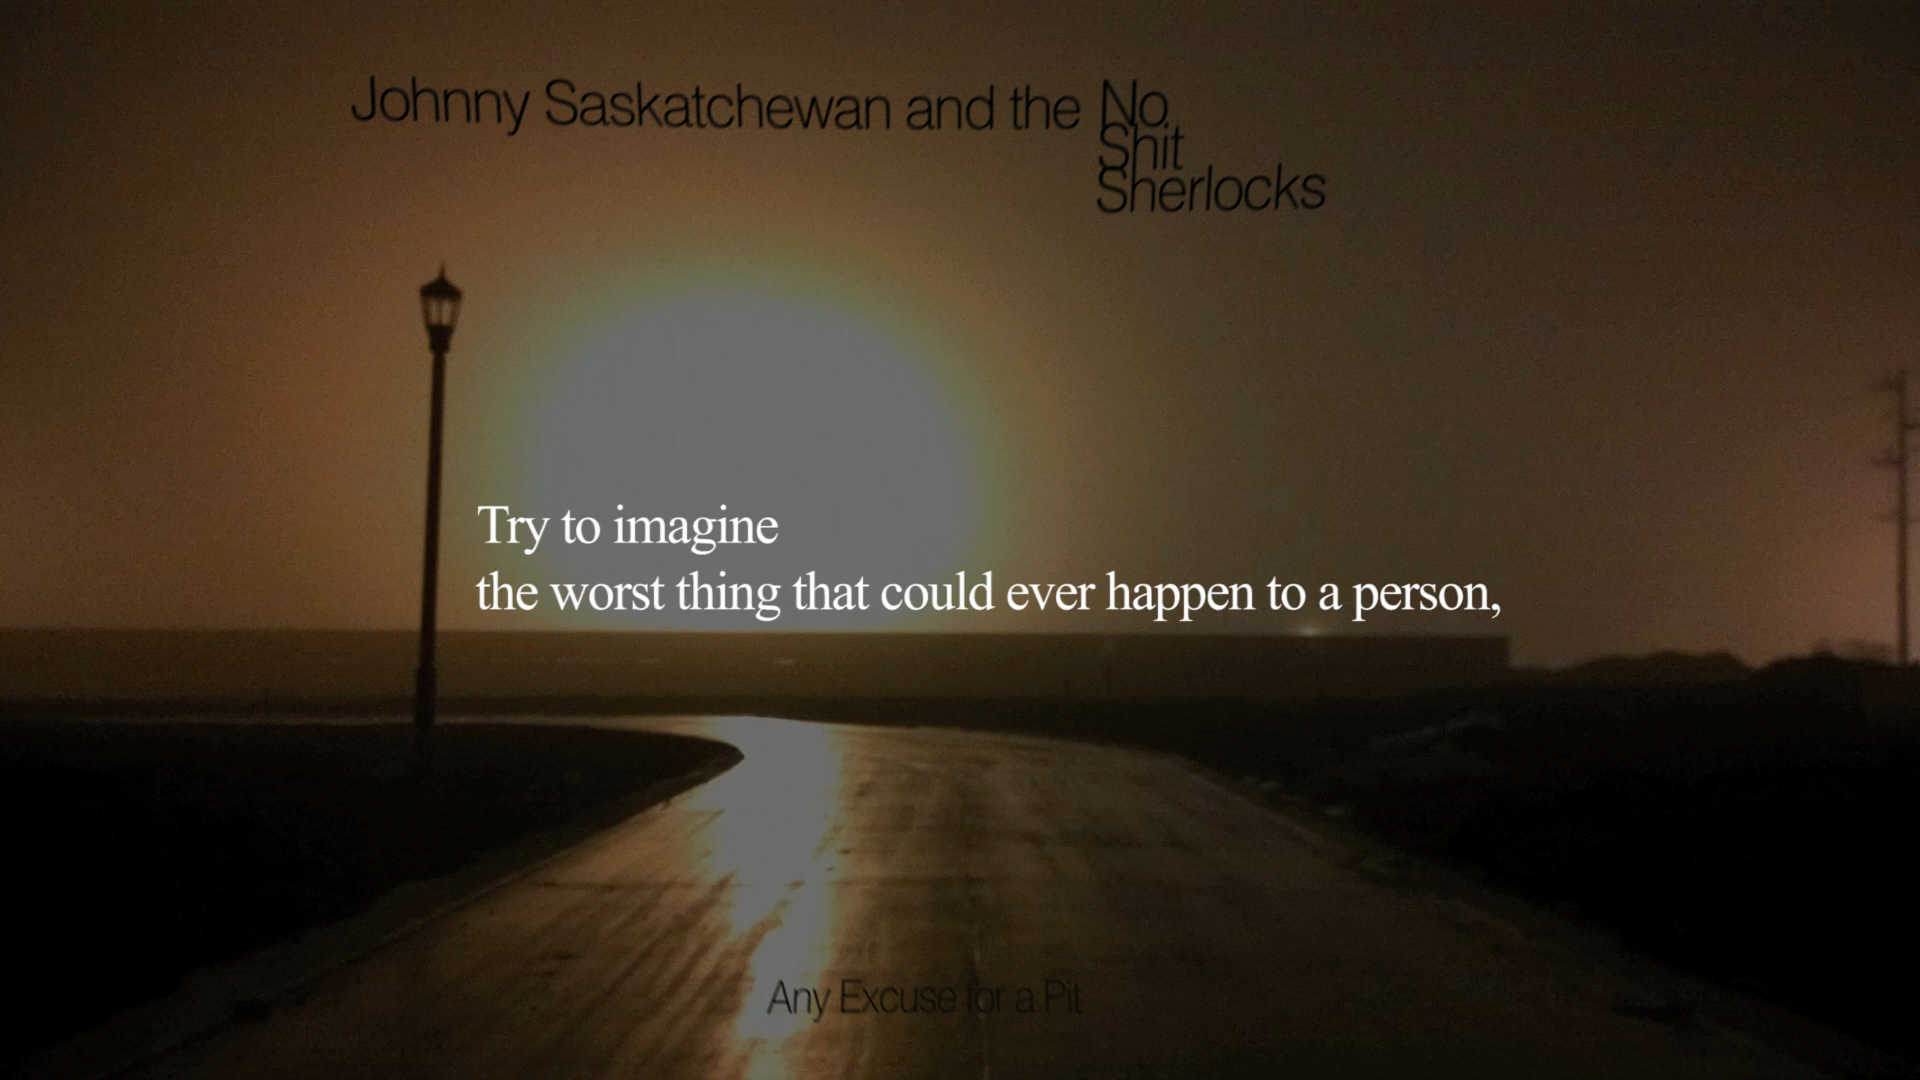 Johnny Saskatchewan and the No
Shit
Sherlocks
Try to imagine
the worst thing that could ever happen to a person,
Any Excuse for a Pit